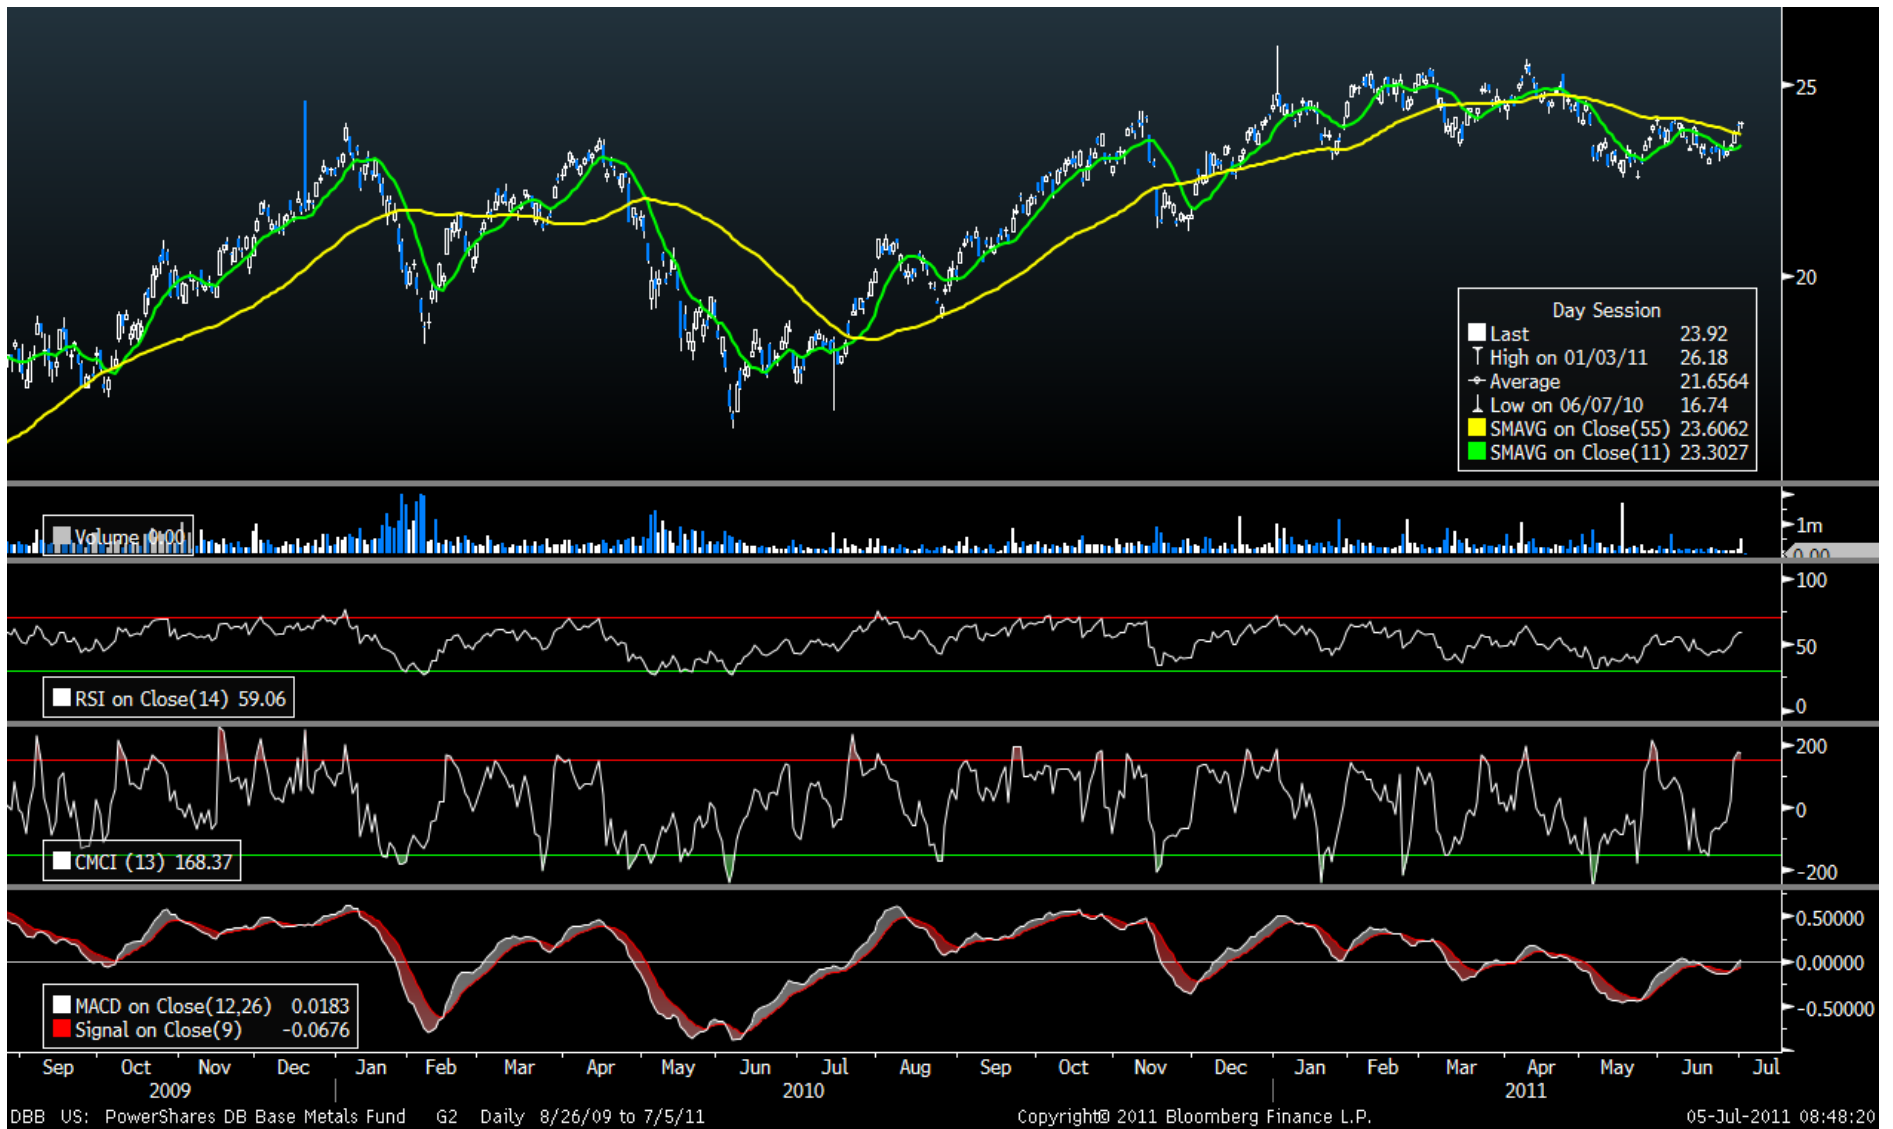 25
20
Day Session
Last 23.92
High on 01/03/11 26.18
Average 21.6564
Low on 06/07/10 16.74
SMAVG on Close(55) 23.6062
SMAVG on Close(11) 23.3027
Volume 0.00
1m
0.00
100
50
0
RSI on Close(14) 59.06
200
0
-200
CMCI (13) 168.37
0.50000
0.00000
-0.50000
MACD on Close(12,26) 0.0183
Signal on Close(9) -0.0676
Sep Oct Nov Dec Jan Feb Mar Apr May Jun Jul Aug Sep Oct Nov Dec Jan Feb Mar Apr May Jun Jul
2009 2010 2011
DBB US: PowerShares DB Base Metals Fund G2 Daily 8/26/09 to 7/5/11 Copyright© 2011 Bloomberg Finance L.P. 05-Jul-2011 08:48:20